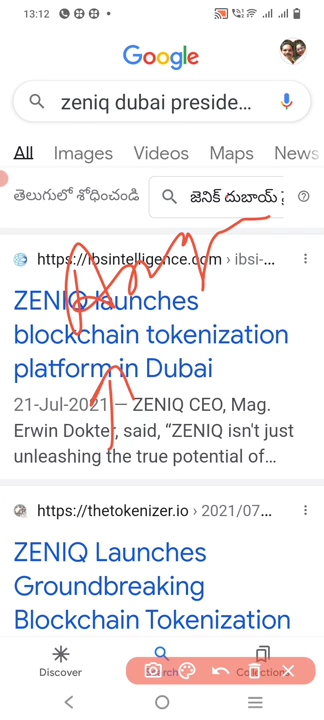 13:12
Google
zeniq dubai preside...
All Images Videos Maps News
తెలుగులో శోధించండి జెనిక్ దుబాయ్
https://ibsintelligence.com › ibsi-...
ZENIQ launches
blockchain tokenization
platform in Dubai
21-Jul-2021 — ZENIQ CEO, Mag.
Erwin Dokter, said, “ZENIQ isn't just
unleashing the true potential of...
https://thetokenizer.io › 2021/07...
ZENIQ Launches
Groundbreaking
Blockchain Tokenization
Discover Search Collections